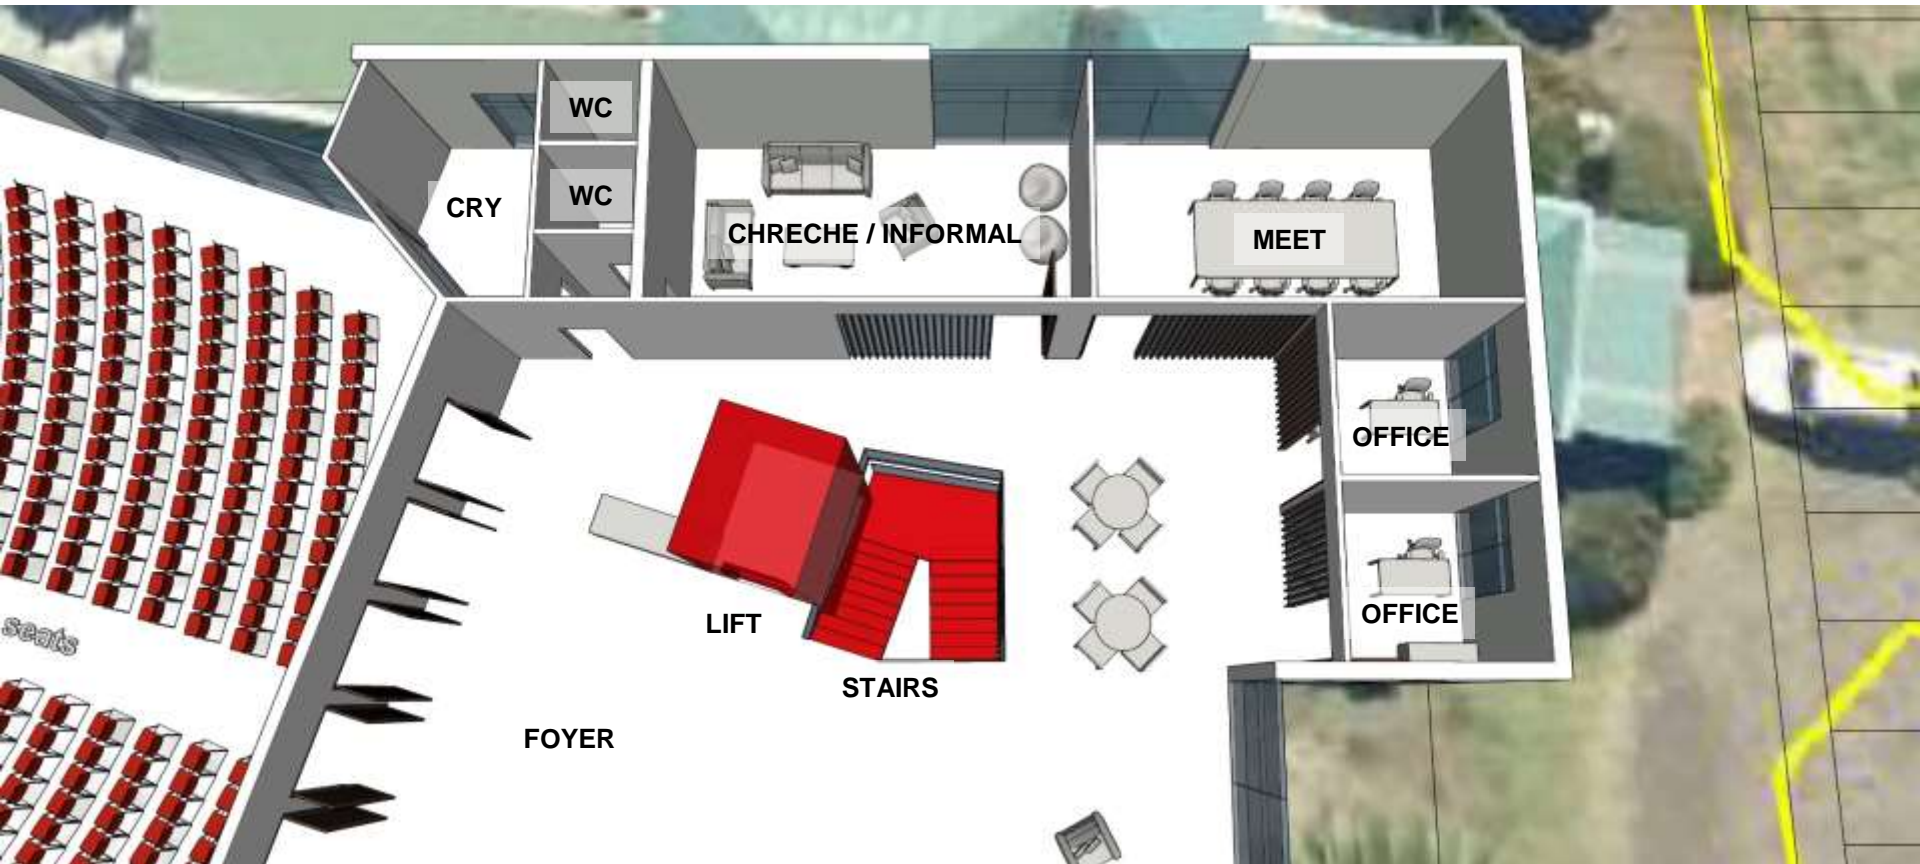 WC
WC
CRY
CHRECHE / INFORMAL
MEET
OFFICE
OFFICE
LIFT
seats
STAIRS
FOYER